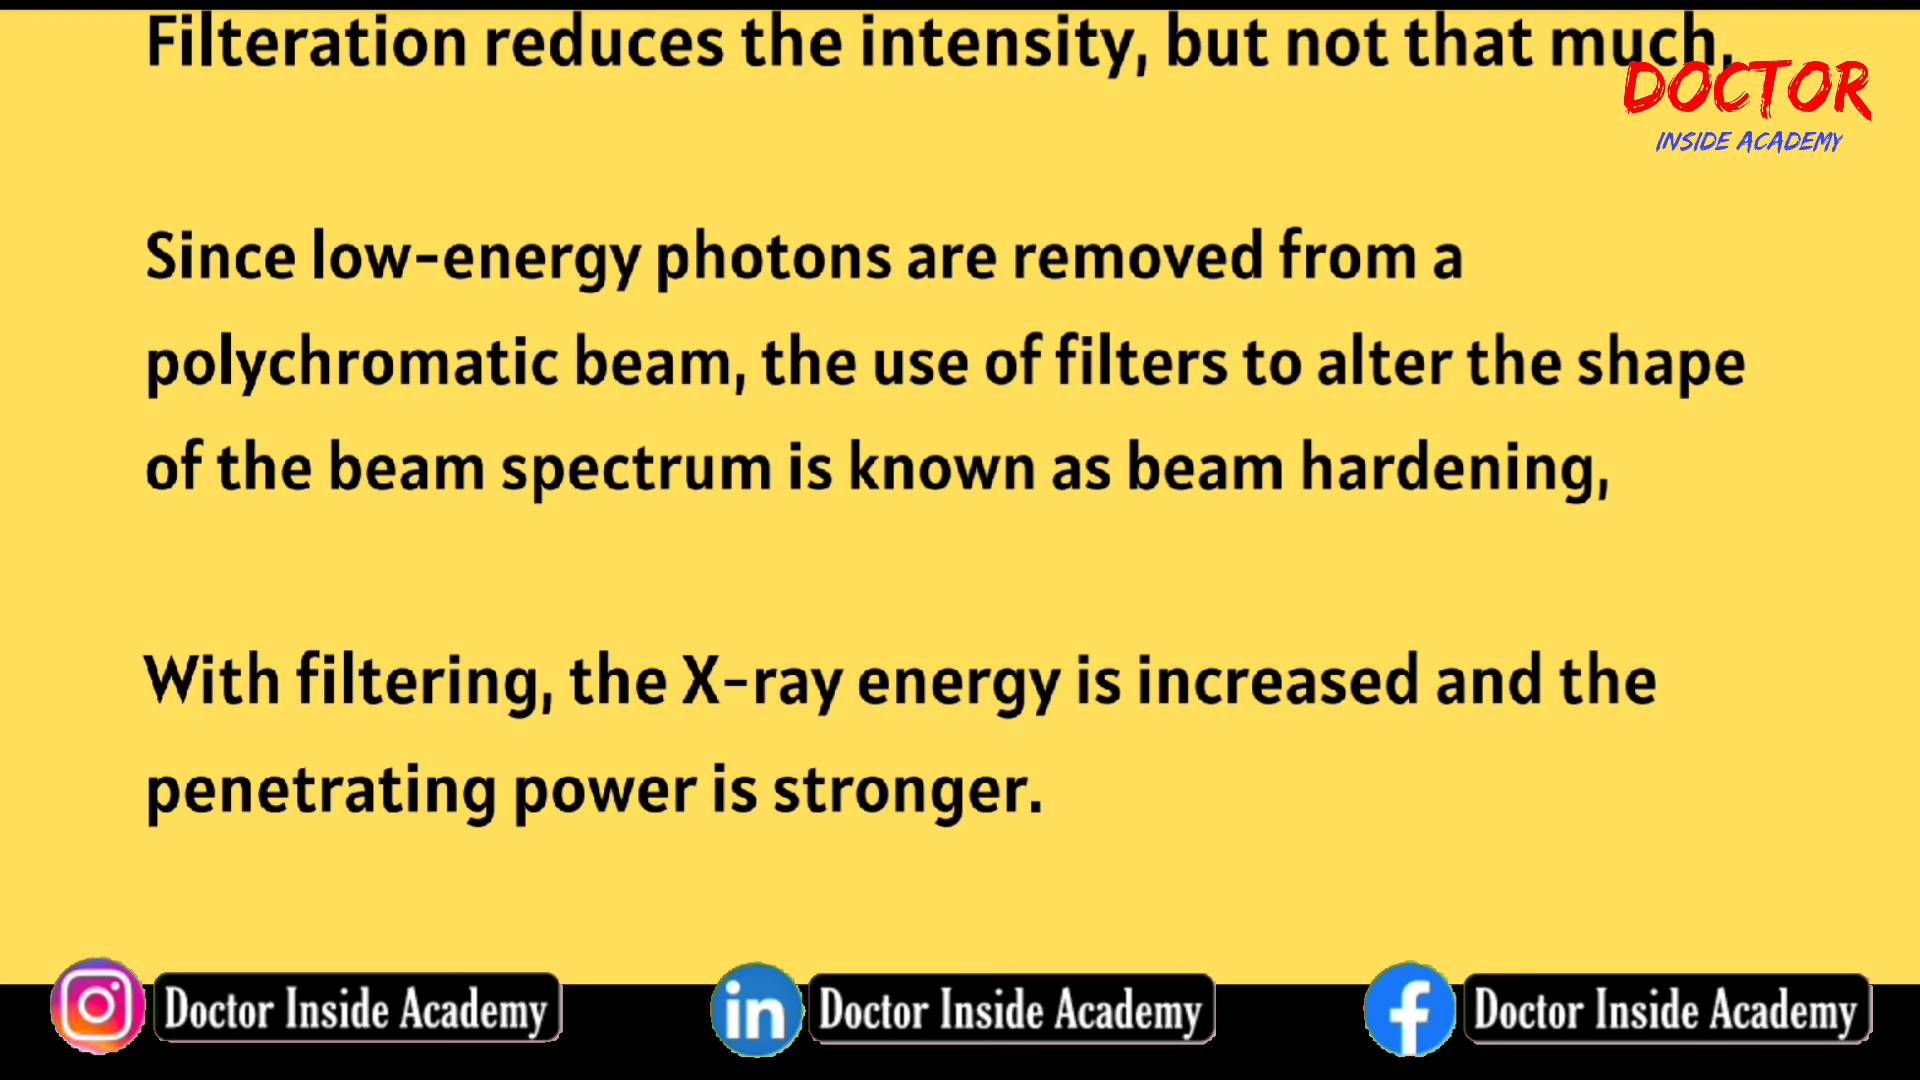 Filteration reduces the intensity, but not that much,
DOCTOR
INSIDE ACADEMY
Since low-energy photons are removed from a
polychromatic beam, the use of filters to alter the shape
of the beam spectrum is known as beam hardening,
With filtering, the X-ray energy is increased and the
penetrating power is stronger.
Doctor Inside Academy
in Doctor Inside Academy
f Doctor Inside Academy